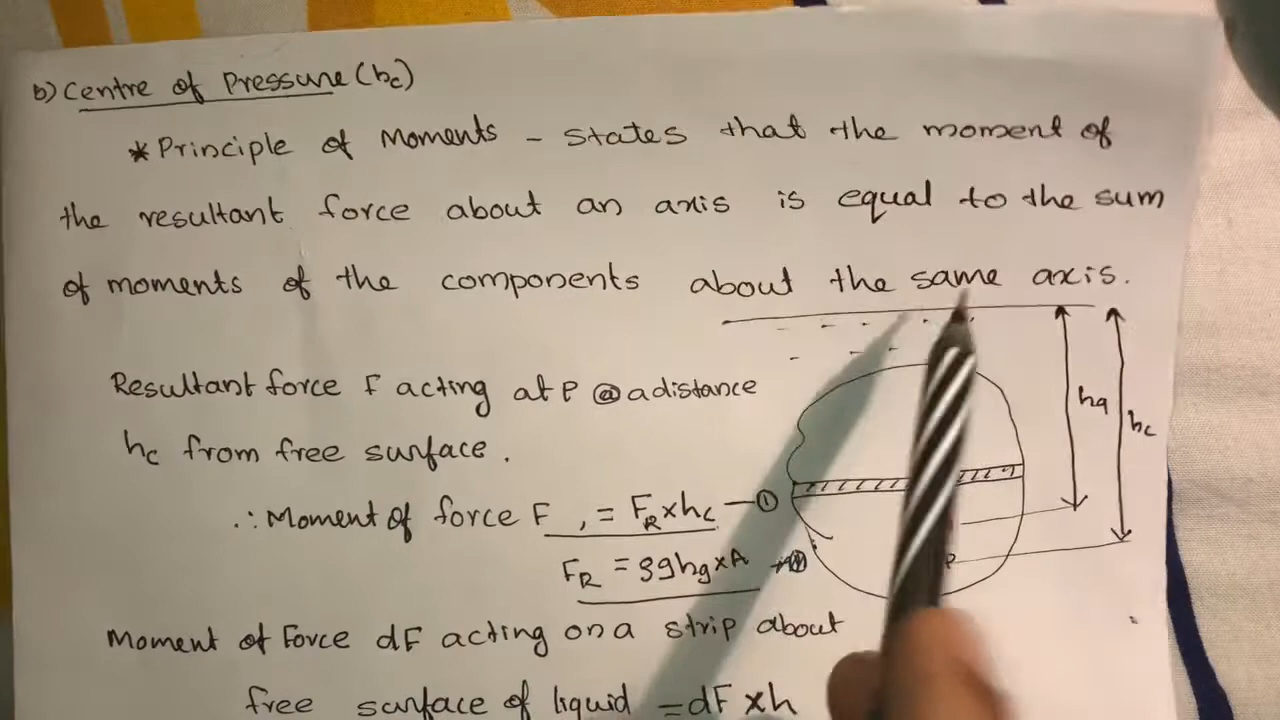 b) Centre of Pressure (hc)
* Principle of Moments - states that the moment of
the resultant force about an axis is equal to the sum
of moments of the components about the same axis.
Resultant force F acting at P @ a distance
hc from free surface.
∴ Moment of force F, = FR x hc — ①
FR = ρghg x A
Moment of Force dF acting on a strip about
free surface of liquid = dF x h
hg
hc
P